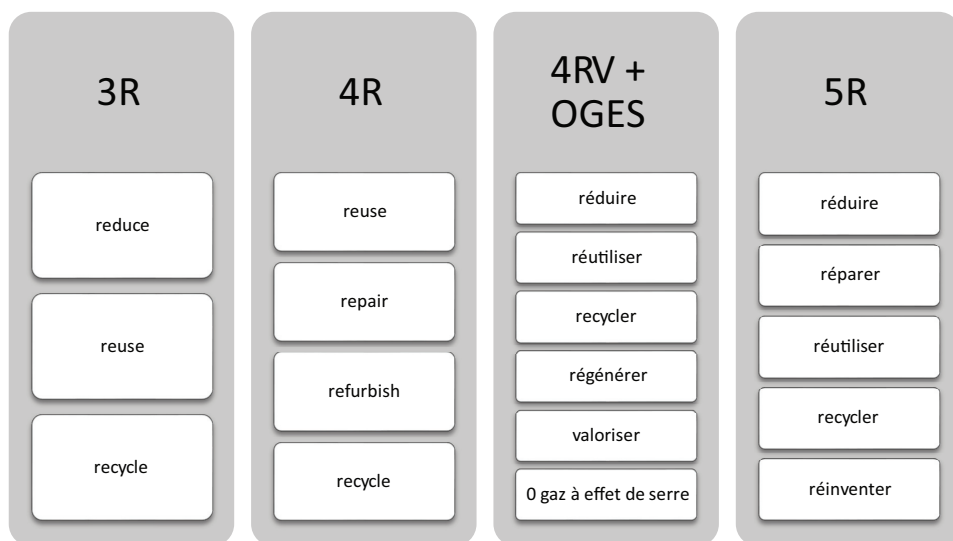 3R
reduce
reuse
recycle
4R
reuse
repair
refurbish
recycle
4RV +
OGES
réduire
réutiliser
recycler
régénérer
valoriser
0 gaz à effet de serre
5R
réduire
réparer
réutiliser
recycler
réinventer